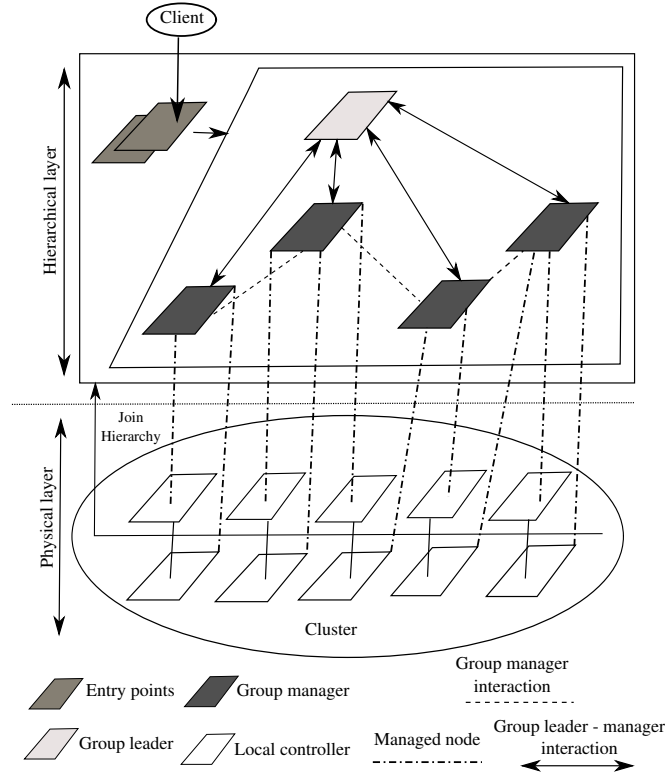 Client
Hierarchical layer
Join
Hierarchy
Physical layer
Cluster
Entry points
Group manager
Group manager
interaction
Group leader
Local controller
Managed node
Group leader - manager
interaction